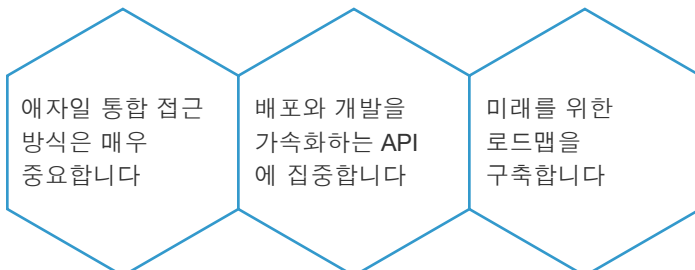 애자일 통합 접근
방식은 매우
중요합니다
배포와 개발을
가속화하는 API
에 집중합니다
미래를 위한
로드맵을
구축합니다